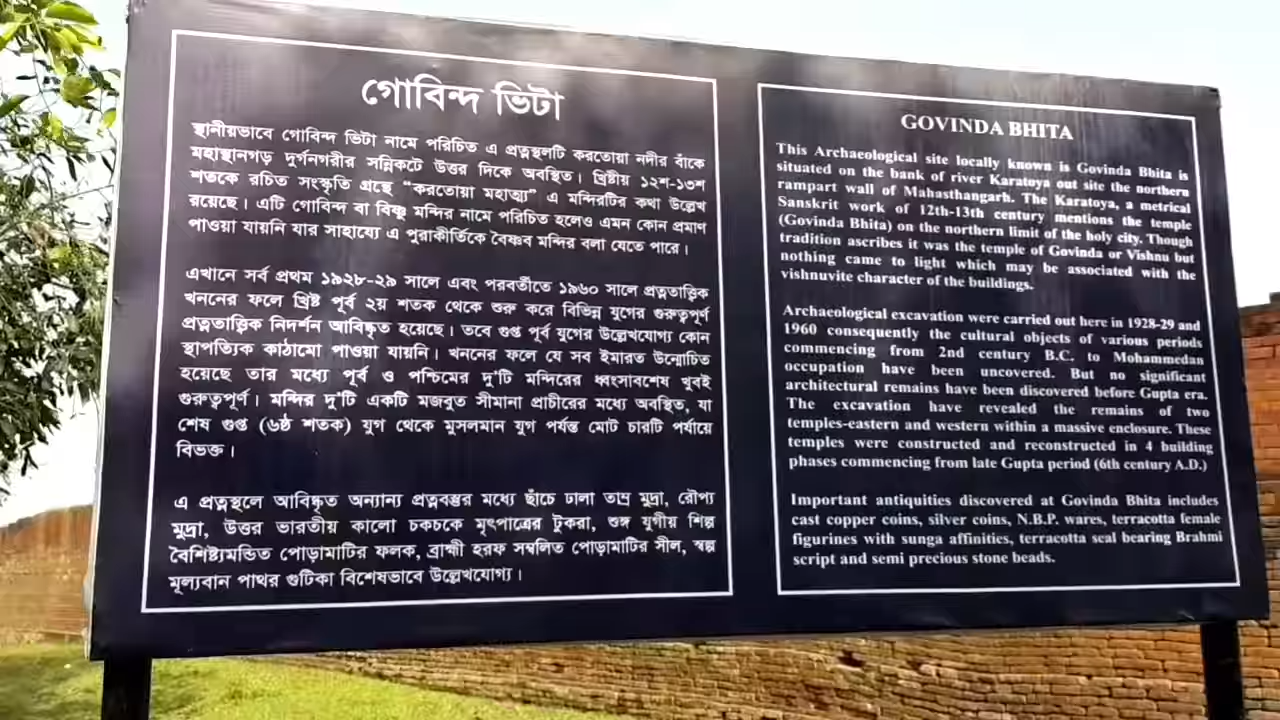 গোবিন্দ ভিটা
স্থানীয়ভাবে গোবিন্দ ভিটা নামে পরিচিত এ প্রত্নস্থলটি করতোয়া নদীর বাঁকে
মহাস্থানগড় দুর্গনগরীর সন্নিকটে উত্তর দিকে অবস্থিত। খ্রিষ্টীয় ১২শ-১৩শ
শতকে রচিত সংস্কৃতি গ্রন্থে “করতোয়া মহাত্ম্য” এ মন্দিরটির কথা উল্লেখ
রয়েছে। এটি গোবিন্দ বা বিষ্ণু মন্দির নামে পরিচিত হলেও এমন কোন প্রমাণ
পাওয়া যায়নি যার সাহায্যে এ পুরাকীর্তিকে বৈষ্ণব মন্দির বলা যেতে পারে।
এখানে সর্ব প্রথম ১৯২৮-২৯ সালে এবং পরবর্তীতে ১৯৬০ সালে প্রত্নতাত্ত্বিক
খননের ফলে খ্রিষ্ট পূর্ব ২য় শতক থেকে শুরু করে বিভিন্ন যুগের গুরুত্বপূর্ণ
প্রত্নতাত্ত্বিক নিদর্শন আবিষ্কৃত হয়েছে। তবে গুপ্ত পূর্ব যুগের উল্লেখযোগ্য কোন
স্থাপত্যিক কাঠামো পাওয়া যায়নি। খননের ফলে যে সব ইমারত উন্মোচিত
হয়েছে তার মধ্যে পূর্ব ও পশ্চিমের দু'টি মন্দিরের ধ্বংসাবশেষ খুবই
গুরুত্বপূর্ণ। মন্দির দু'টি একটি মজবুত সীমানা প্রাচীরের মধ্যে অবস্থিত, যা
শেষ গুপ্ত (৬ষ্ঠ শতক) যুগ থেকে মুসলমান যুগ পর্যন্ত মোট চারটি পর্যায়ে
বিভক্ত।
এ প্রত্নস্থলে আবিষ্কৃত অন্যান্য প্রত্নবস্তুর মধ্যে ছাঁচে ঢালা তাম্র মুদ্রা, রৌপ্য
মুদ্রা, উত্তর ভারতীয় কালো চকচকে মৃৎপাত্রের টুকরা, শুঙ্গ যুগীয় শিল্প
বৈশিষ্ট্যমন্ডিত পোড়ামাটির ফলক, ব্রাহ্মী হরফ সম্বলিত পোড়ামাটির সীল, স্বল্প
মূল্যবান পাথর গুটিকা বিশেষভাবে উল্লেখযোগ্য।
GOVINDA BHITA
This Archaeological site locally known is Govinda Bhita is
situated on the bank of river Karatoya out site the northern
rampart wall of Mahasthangarh. The Karatoya, a metrical
Sanskrit work of 12th-13th century mentions the temple
(Govinda Bhita) on the northern limit of the holy city. Though
tradition ascribes it was the temple of Govinda or Vishnu but
nothing came to light which may be associated with the
vishnuvite character of the buildings.
Archaeological excavation were carried out here in 1928-29 and
1960 consequently the cultural objects of various periods
commencing from 2nd century B.C. to Mohammedan
occupation have been uncovered. But no significant
architectural remains have been discovered before Gupta era.
The excavation have revealed the remains of two
temples-eastern and western within a massive enclosure. These
temples were constructed and reconstructed in 4 building
phases commencing from late Gupta period (6th century A.D.)
Important antiquities discovered at Govinda Bhita includes
cast copper coins, silver coins, N.B.P. wares, terracotta female
figurines with sunga affinities, terracotta seal bearing Brahmi
script and semi precious stone beads.